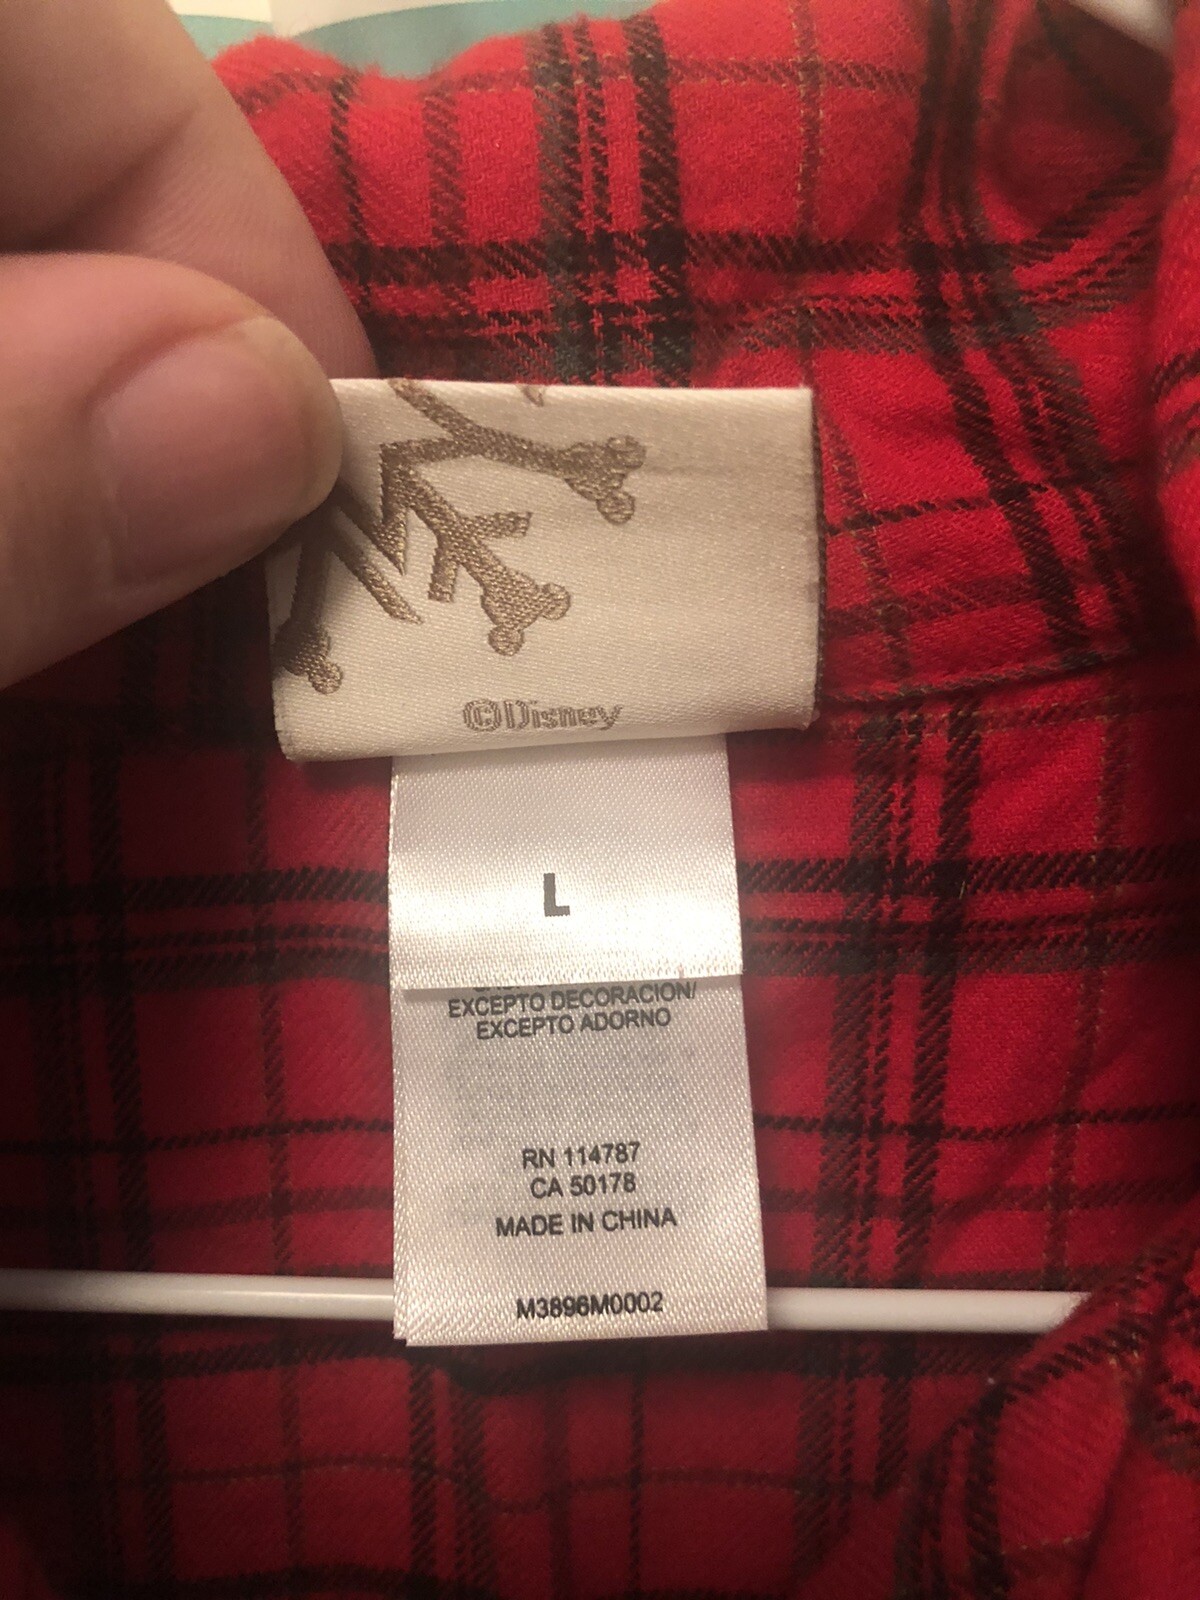 ©Disney
L
EXCEPTO DECORACION/
EXCEPTO ADORNO
RN 114787
CA 50178
MADE IN CHINA
M3896M0002